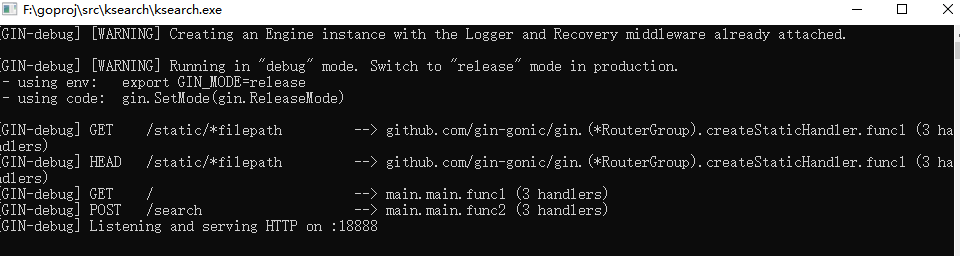 F:\goproj\src\ksearch\ksearch.exe
[GIN-debug] [WARNING] Creating an Engine instance with the Logger and Recovery middleware already attached.
[GIN-debug] [WARNING] Running in "debug" mode. Switch to "release" mode in production.
- using env:   export GIN_MODE=release
- using code:  gin.SetMode(gin.ReleaseMode)
[GIN-debug] GET    /static/*filepath         --> github.com/gin-gonic/gin.(*RouterGroup).createStaticHandler.func1 (3 ha
ndlers)
[GIN-debug] HEAD   /static/*filepath         --> github.com/gin-gonic/gin.(*RouterGroup).createStaticHandler.func1 (3 ha
ndlers)
[GIN-debug] GET    /                         --> main.main.func1 (3 handlers)
[GIN-debug] POST   /search                   --> main.main.func2 (3 handlers)
[GIN-debug] Listening and serving HTTP on :18888